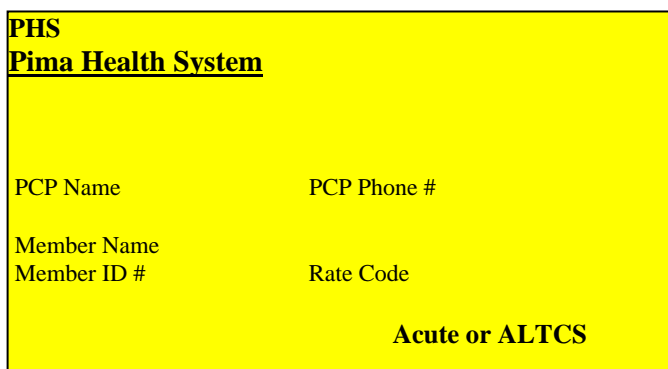 PHS
Pima Health System
PCP Name PCP Phone #
Member Name
Member ID # Rate Code
Acute or ALTCS